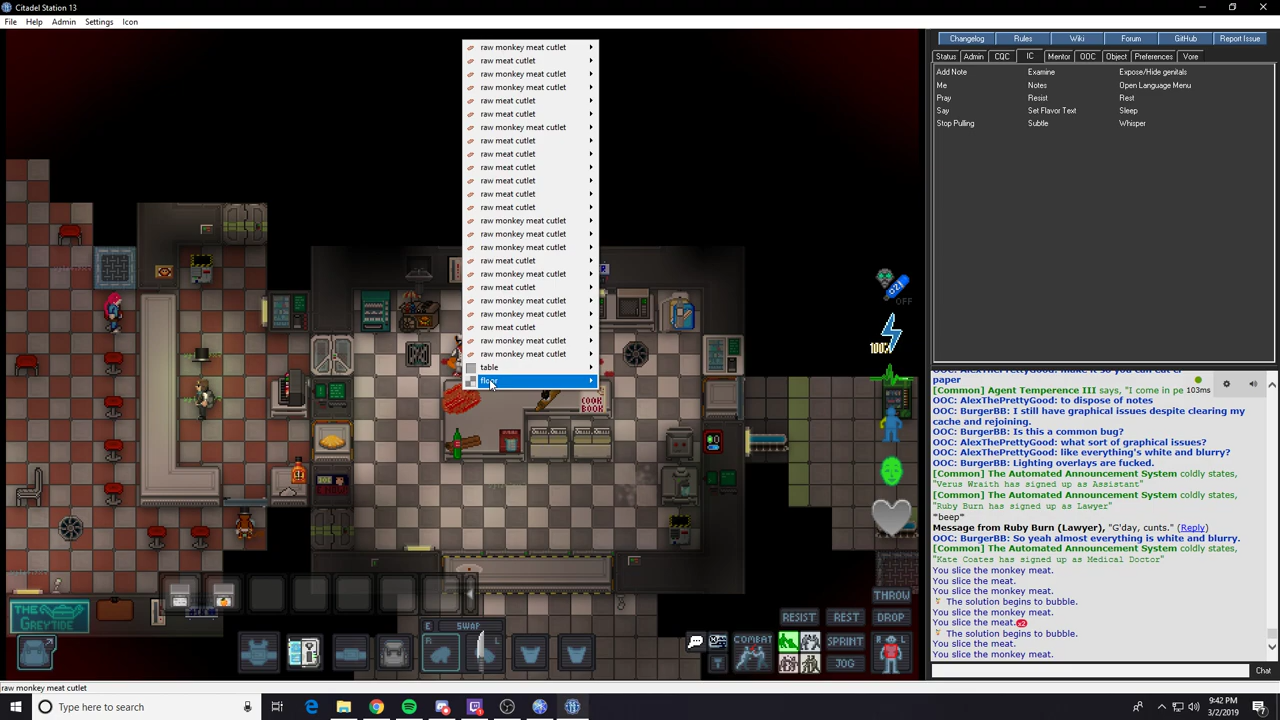 Citadel Station 13
File Help Admin Settings Icon
Changelog Rules Wiki Forum GitHub Report Issue
Status Admin CQC IC Mentor OOC Object Preferences Vore
Add Note Examine Expose/Hide genitals
Me Notes Open Language Menu
Pray Resist Rest
Say Set Flavor Text Sleep
Stop Pulling Subtle Whisper
raw monkey meat cutlet
raw meat cutlet
raw monkey meat cutlet
raw monkey meat cutlet
raw meat cutlet
raw meat cutlet
raw monkey meat cutlet
raw meat cutlet
raw meat cutlet
raw meat cutlet
raw meat cutlet
raw meat cutlet
raw meat cutlet
raw monkey meat cutlet
raw monkey meat cutlet
raw monkey meat cutlet
raw meat cutlet
raw monkey meat cutlet
raw meat cutlet
raw monkey meat cutlet
raw monkey meat cutlet
raw meat cutlet
raw monkey meat cutlet
raw monkey meat cutlet
table
floor
COOK
BOOK
OFF
100%
THE
GREYTIDE
E SWAP
R L
RESIST REST DROP
THROW
COMBAT SPRINT
JOG
R L
paper
[Common] Agent Temperence III says, "I come in pe 103ms
OOC: AlexThePrettyGood: to dispose of notes
OOC: BurgerBB: I still have graphical issues despite clearing my
cache and rejoining.
OOC: BurgerBB: Is this a common bug?
OOC: AlexThePrettyGood: what sort of graphical issues?
OOC: AlexThePrettyGood: like everything's white and blurry?
OOC: BurgerBB: Lighting overlays are fucked.
[Common] The Automated Announcement System coldly states,
"Verus Wraith has signed up as Assistant"
[Common] The Automated Announcement System coldly states,
"Ruby Burn has signed up as Lawyer"
*beep*
Message from Ruby Burn (Lawyer), "G'day, cunts." (Reply)
OOC: BurgerBB: So yeah almost everything is white and blurry.
[Common] The Automated Announcement System coldly states,
"Kate Coates has signed up as Medical Doctor"
You slice the monkey meat.
You slice the meat.
The solution begins to bubble.
You slice the monkey meat.
You slice the meat.x2
The solution begins to bubble.
You slice the meat.
You slice the monkey meat.
Chat
raw monkey meat cutlet
Type here to search
9:42 PM
3/2/2019